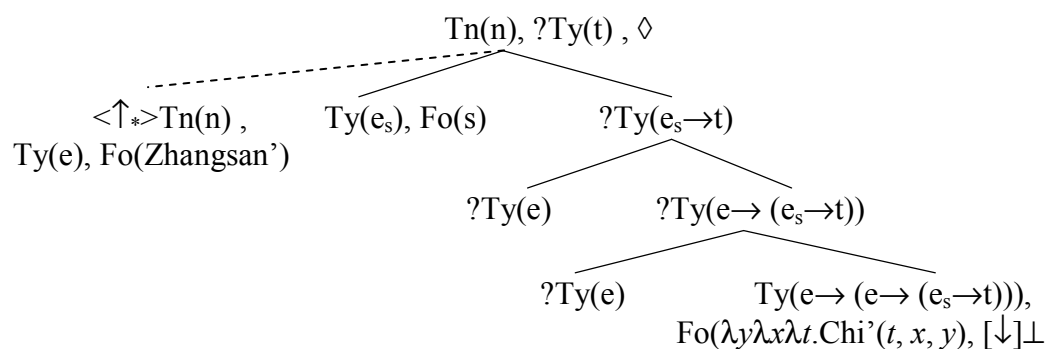 Tn(n), ?Ty(t) , ◊
<↑*>Tn(n) ,
Ty(e), Fo(Zhangsan’)
Ty(eₛ), Fo(s)
?Ty(eₛ→t)
?Ty(e)
?Ty(e→ (eₛ→t))
?Ty(e)
Ty(e→ (e→ (eₛ→t))),
Fo(λyλxλt.Chi’(t, x, y), [↓]⊥